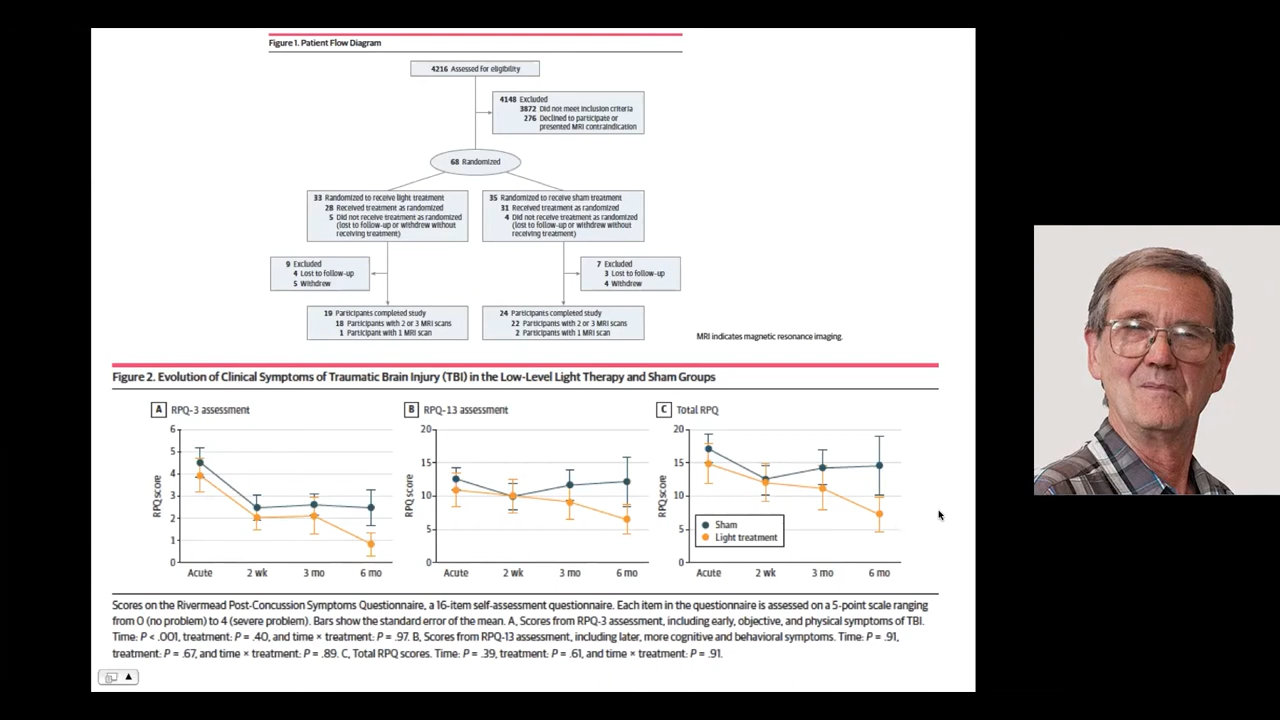 Figure 1. Patient Flow Diagram
4216 Assessed for eligibility
4148 Excluded
3872 Did not meet inclusion criteria
276 Declined to participate or
presented MRI contraindication
68 Randomized
33 Randomized to receive light treatment
28 Received treatment as randomized
5 Did not receive treatment as randomized
(lost to follow-up or withdrew without
receiving treatment)
35 Randomized to receive sham treatment
31 Received treatment as randomized
4 Did not receive treatment as randomized
(lost to follow-up or withdrew without
receiving treatment)
9 Excluded
4 Lost to follow-up
5 Withdrew
7 Excluded
3 Lost to follow-up
4 Withdrew
19 Participants completed study
18 Participants with 2 or 3 MRI scans
1 Participant with 1 MRI scan
24 Participants completed study
22 Participants with 2 or 3 MRI scans
2 Participants with 1 MRI scan
MRI indicates magnetic resonance imaging.
Figure 2. Evolution of Clinical Symptoms of Traumatic Brain Injury (TBI) in the Low-Level Light Therapy and Sham Groups
A RPQ-3 assessment
6
5
4
3
2
1
0
RPQ score
Acute 2 wk 3 mo 6 mo
B RPQ-13 assessment
20
15
10
5
0
RPQ score
Acute 2 wk 3 mo 6 mo
C Total RPQ
20
15
10
5
0
RPQ score
Sham
Light treatment
Acute 2 wk 3 mo 6 mo
Scores on the Rivermead Post-Concussion Symptoms Questionnaire, a 16-item self-assessment questionnaire. Each item in the questionnaire is assessed on a 5-point scale ranging
from 0 (no problem) to 4 (severe problem). Bars show the standard error of the mean. A, Scores from RPQ-3 assessment, including early, objective, and physical symptoms of TBI.
Time: P < .001, treatment: P = .40, and time × treatment: P = .97. B, Scores from RPQ-13 assessment, including later, more cognitive and behavioral symptoms. Time: P = .91,
treatment: P = .67, and time × treatment: P = .89. C, Total RPQ scores. Time: P = .39, treatment: P = .61, and time × treatment: P = .91.